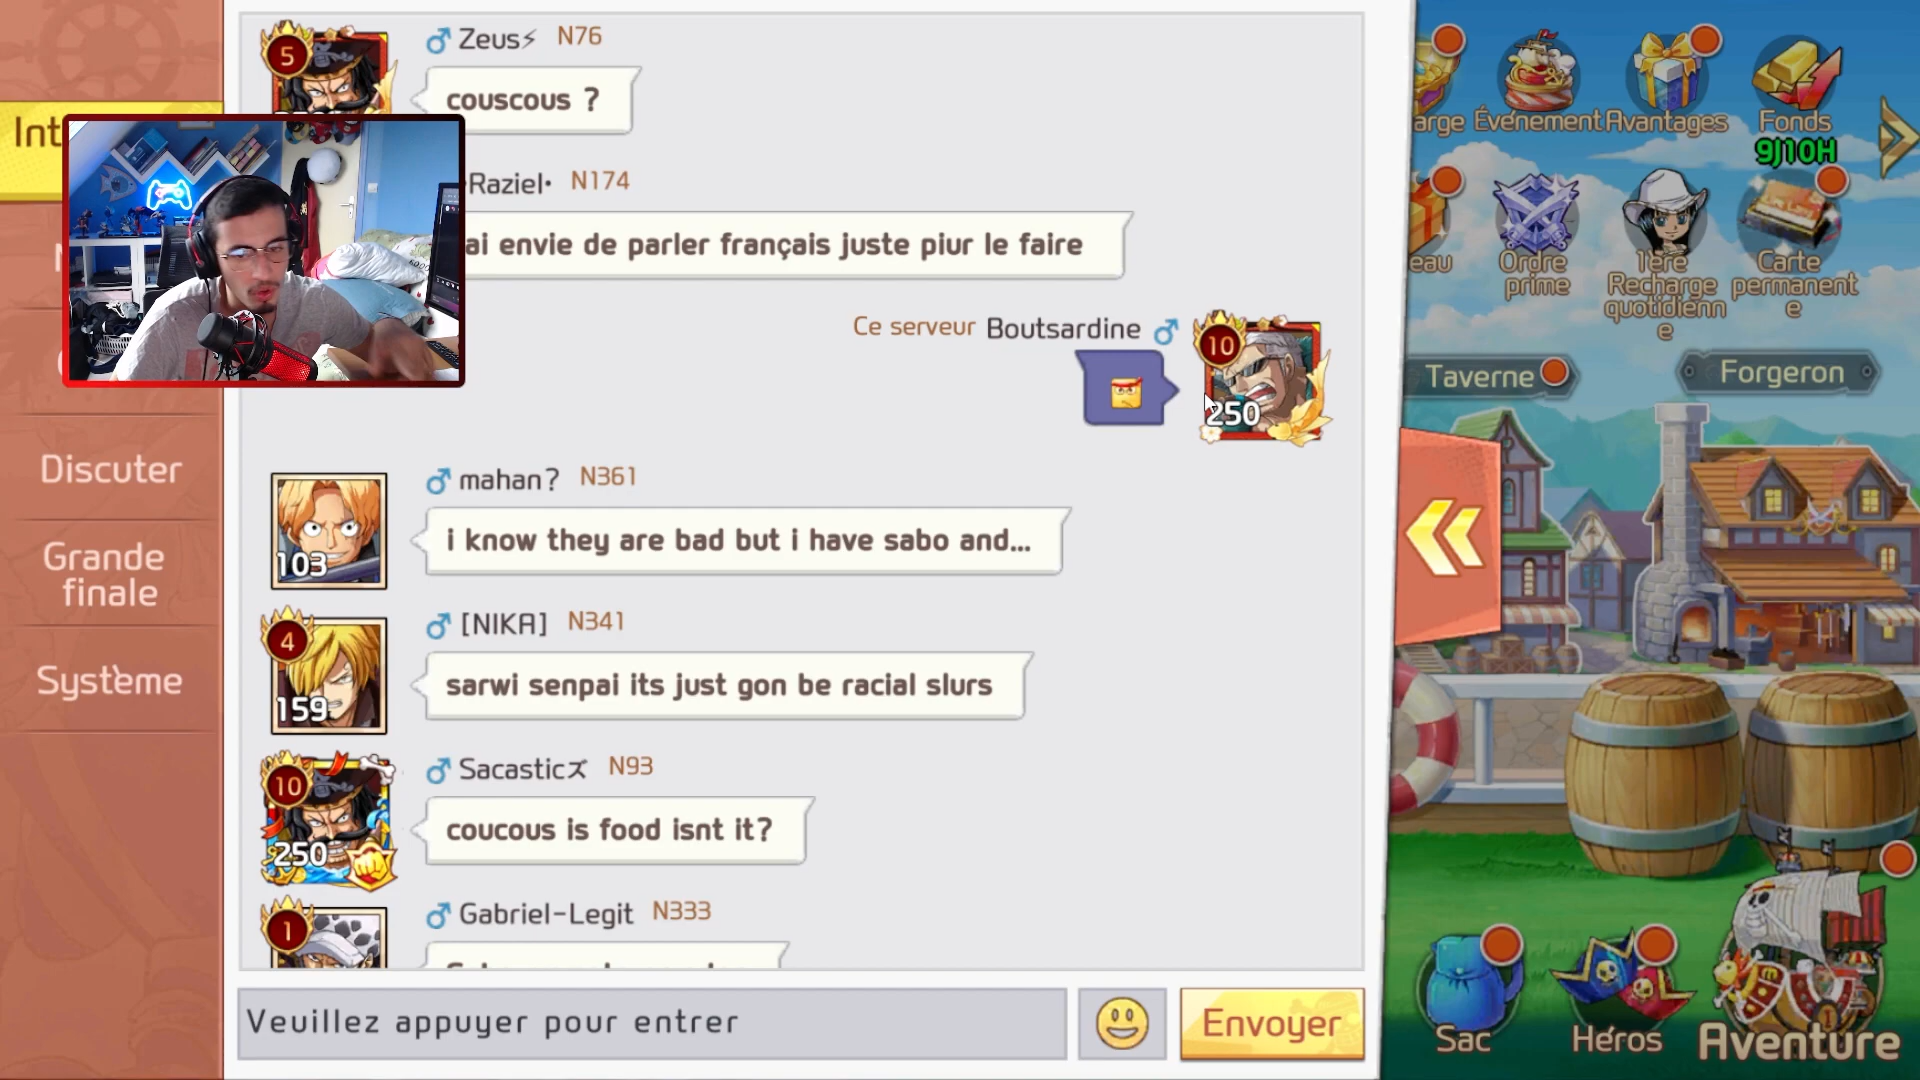 5
Zeus⚡ N76
couscous ?
Int
Raziel• N174
ai envie de parler français juste piur le faire
Ce serveur Boutsardine
10
250
mahan? N361
103
i know they are bad but i have sabo and...
Discuter
4
[NIKA] N341
159
sarwi senpai its just gon be racial slurs
Grande
finale
Système
10
Sacasticズ N93
250
coucous is food isnt it?
1
Gabriel-Legit N333
Veuillez appuyer pour entrer
Envoyer
arge
Événement
Avantages
Fonds
9J10H
eau
Ordre
prime
1ère
Recharge
quotidienn
e
Carte
permanent
e
Taverne
Forgeron
Sac
Héros
Aventure